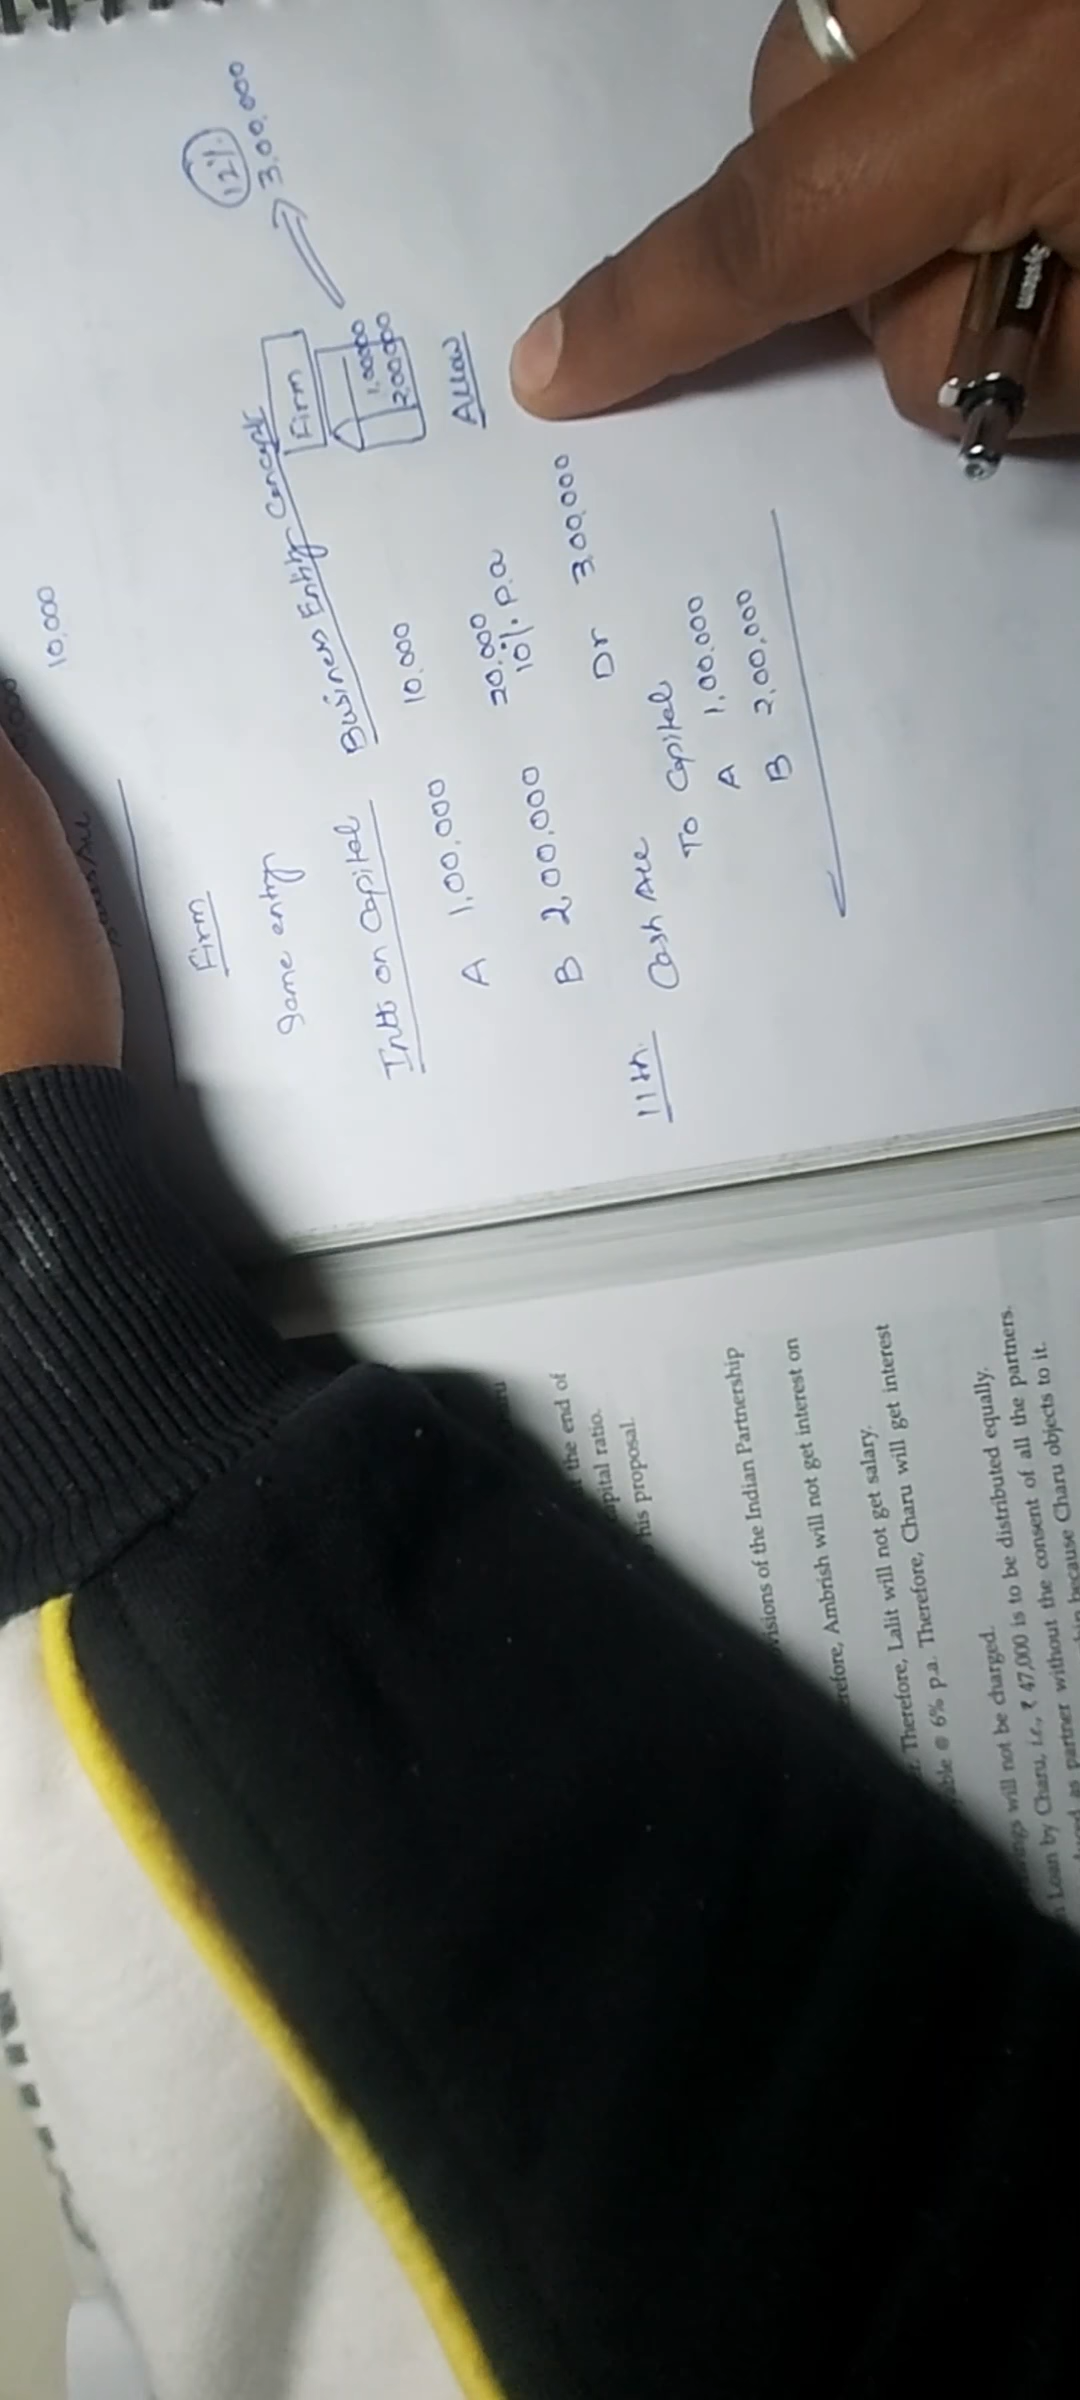 10,000
Firm
Same entry
12%
3,00,000
Intt on Capital Business Entity Concept Firm
1,00,000
2,00,000
A 1,00,000 10,000
Allow
B 2,00,000 20,000
10% p.a
11th Cash A/c Dr 3,00,000
To Capital
A 1,00,000
B 2,00,000
the end of
capital ratio.
his proposal.
visions of the Indian Partnership
Therefore, Ambrish will not get interest on
Therefore, Lalit will not get salary.
@ 6% p.a. Therefore, Charu will get interest
will not be charged.
₹ 47,000 is to be distributed equally.
Loan by Charu, i.e.,
as partner without the consent of all the partners.
because Charu objects to it.
System